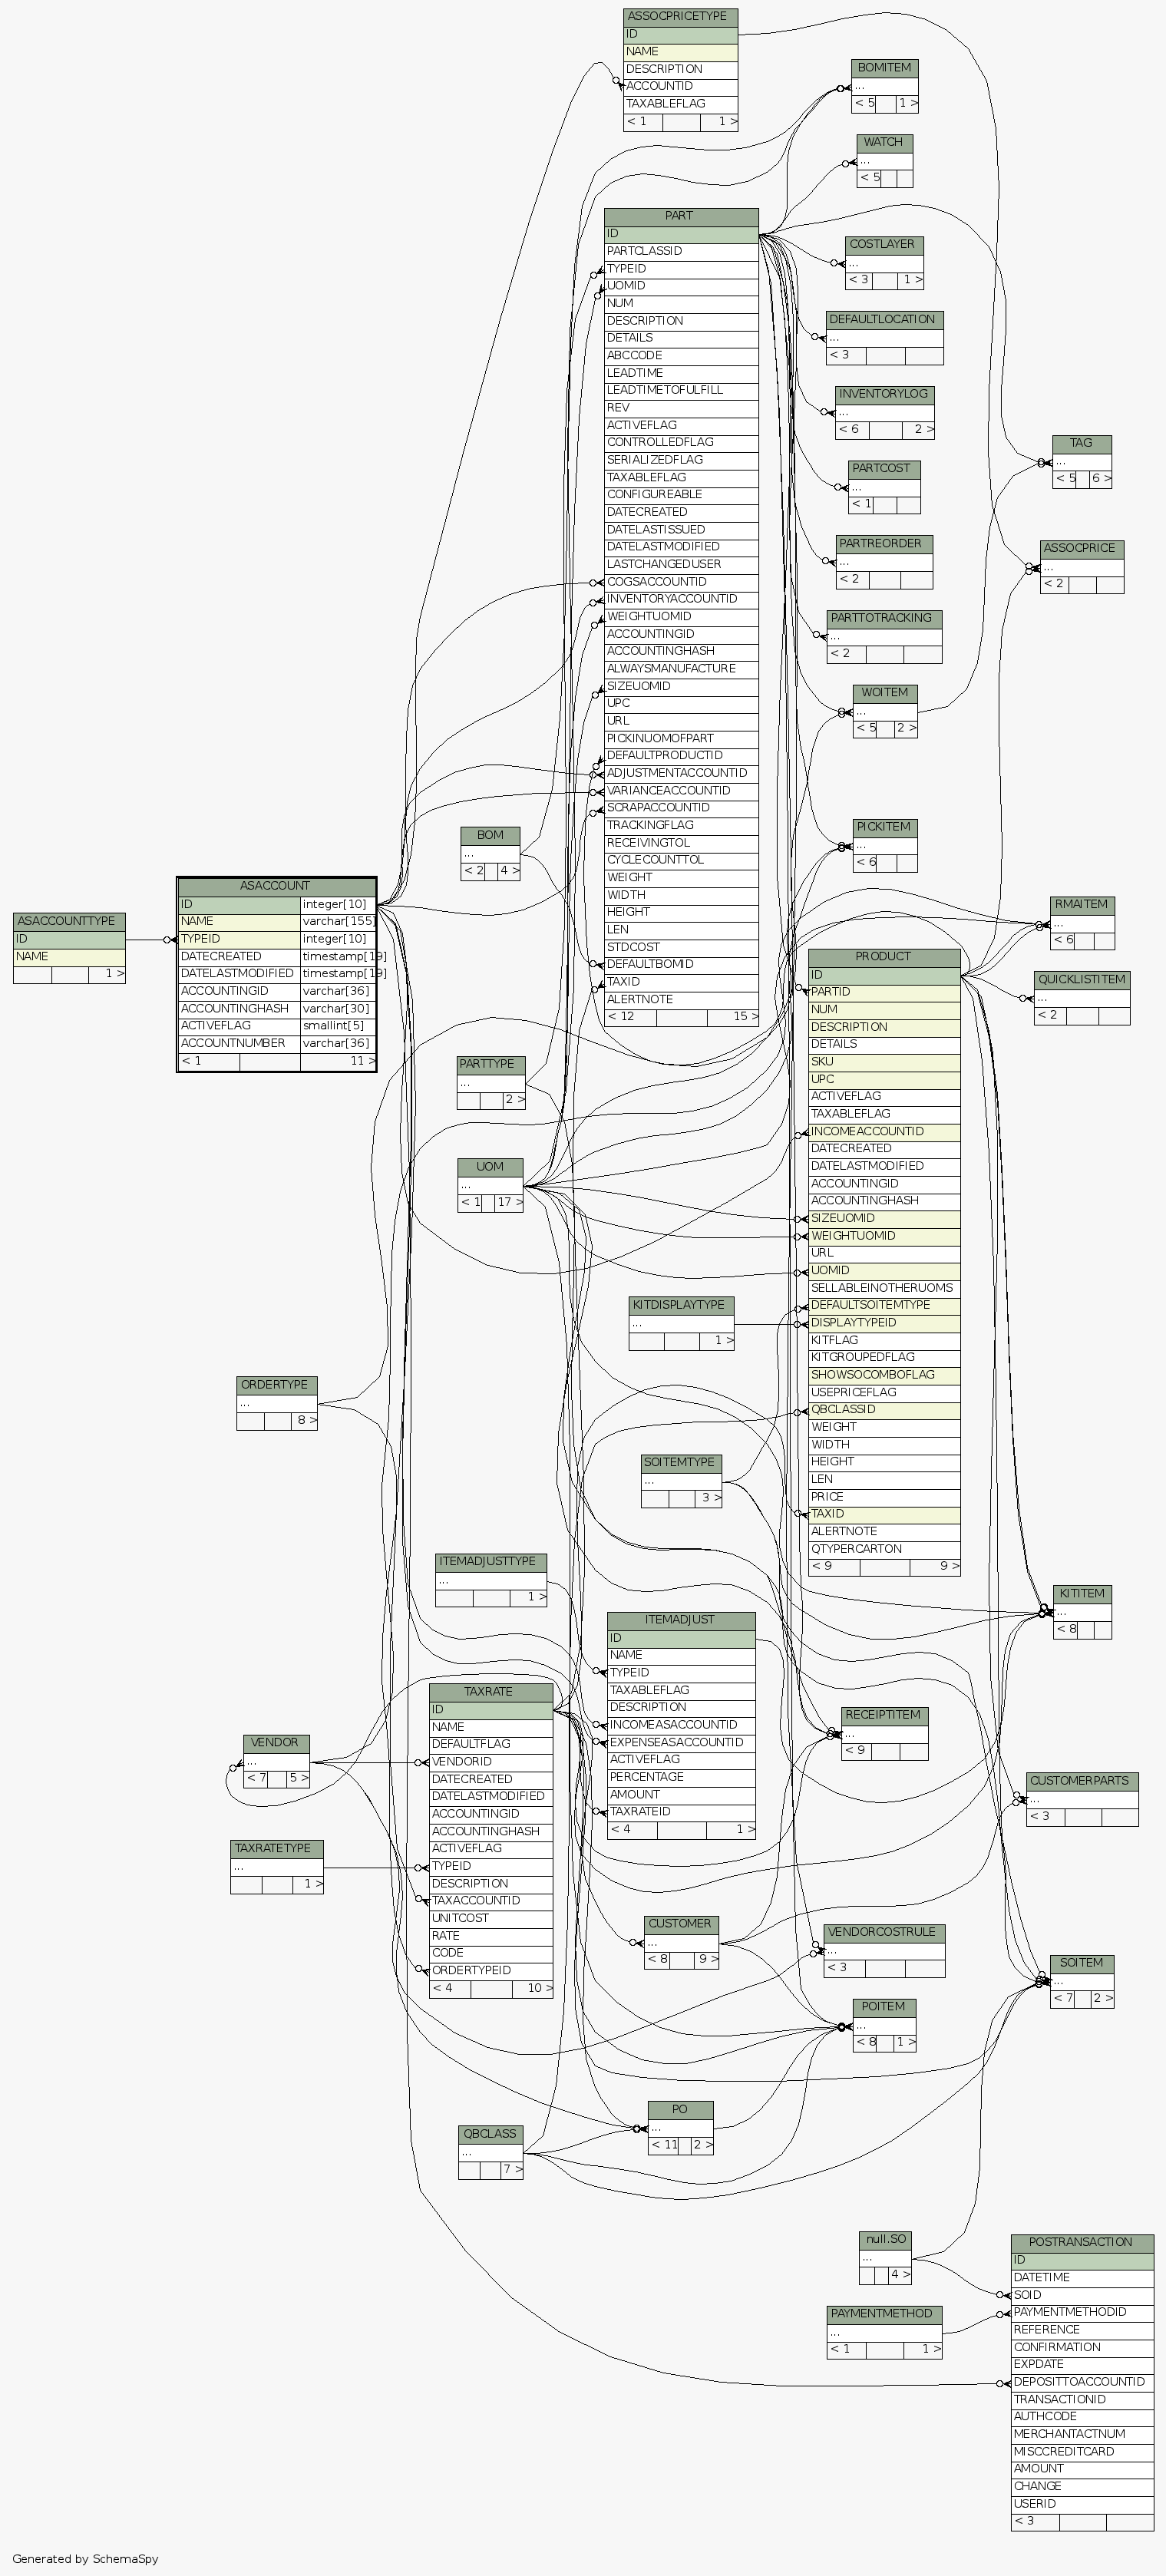 ASSOCPRICETYPE
ID
NAME
DESCRIPTION
ACCOUNTID
TAXABLEFLAG
< 1 1 >
BOMITEM
...
< 5 1 >
WATCH
...
< 5
PART
ID
PARTCLASSID
TYPEID
UOMID
NUM
DESCRIPTION
DETAILS
ABCCODE
LEADTIME
LEADTIMETOFULFILL
REV
ACTIVEFLAG
CONTROLLEDFLAG
SERIALIZEDFLAG
TAXABLEFLAG
CONFIGUREABLE
DATECREATED
DATELASTISSUED
DATELASTMODIFIED
LASTCHANGEDUSER
COGSACCOUNTID
INVENTORYACCOUNTID
WEIGHTUOMID
ACCOUNTINGID
ACCOUNTINGHASH
ALWAYSMANUFACTURE
SIZEUOMID
UPC
URL
PICKINUOMOFPART
DEFAULTPRODUCTID
ADJUSTMENTACCOUNTID
VARIANCEACCOUNTID
SCRAPACCOUNTID
TRACKINGFLAG
RECEIVINGTOL
CYCLECOUNTTOL
WEIGHT
WIDTH
HEIGHT
LEN
STDCOST
DEFAULTBOMID
TAXID
ALERTNOTE
< 12 15 >
COSTLAYER
...
< 3 1 >
DEFAULTLOCATION
...
< 3
INVENTORYLOG
...
< 6 2 >
TAG
...
< 5 6 >
PARTCOST
...
< 1
PARTREORDER
...
< 2
ASSOCPRICE
...
< 2
PARTTOTRACKING
...
< 2
WOITEM
...
< 5 2 >
PICKITEM
...
< 6
BOM
...
< 2 4 >
ASACCOUNTTYPE
ID
NAME
1 >
ASACCOUNT
ID integer[10]
NAME varchar[155]
TYPEID integer[10]
DATECREATED timestamp[19]
DATELASTMODIFIED timestamp[19]
ACCOUNTINGID varchar[36]
ACCOUNTINGHASH varchar[30]
ACTIVEFLAG smallint[5]
ACCOUNTNUMBER varchar[36]
< 1 11 >
RMAITEM
...
< 6
QUICKLISTITEM
...
< 2
PRODUCT
ID
PARTID
NUM
DESCRIPTION
DETAILS
SKU
UPC
ACTIVEFLAG
TAXABLEFLAG
INCOMEACCOUNTID
DATECREATED
DATELASTMODIFIED
ACCOUNTINGID
ACCOUNTINGHASH
SIZEUOMID
WEIGHTUOMID
URL
UOMID
SELLABLEINOTHERUOMS
DEFAULTSOITEMTYPE
DISPLAYTYPEID
KITFLAG
KITGROUPEDFLAG
SHOWSOCOMBOFLAG
USEPRICEFLAG
QBCLASSID
WEIGHT
WIDTH
HEIGHT
LEN
PRICE
TAXID
ALERTNOTE
QTYPERCARTON
< 9 9 >
PARTTYPE
...
2 >
UOM
...
< 1 17 >
KITDISPLAYTYPE
...
1 >
ORDERTYPE
...
8 >
SOITEMTYPE
...
3 >
ITEMADJUSTTYPE
...
1 >
KITITEM
...
< 8
ITEMADJUST
ID
NAME
TYPEID
TAXABLEFLAG
DESCRIPTION
INCOMEASACCOUNTID
EXPENSEASACCOUNTID
ACTIVEFLAG
PERCENTAGE
AMOUNT
TAXRATEID
< 4 1 >
TAXRATE
ID
NAME
DEFAULTFLAG
VENDORID
DATECREATED
DATELASTMODIFIED
ACCOUNTINGID
ACCOUNTINGHASH
ACTIVEFLAG
TYPEID
DESCRIPTION
TAXACCOUNTID
UNITCOST
RATE
CODE
ORDERTYPEID
< 4 10 >
VENDOR
...
< 7 5 >
RECEIPTITEM
...
< 9
CUSTOMERPARTS
...
< 3
TAXRATETYPE
...
1 >
CUSTOMER
...
< 8 9 >
VENDORCOSTRULE
...
< 3
SOITEM
...
< 7 2 >
POITEM
...
< 8 1 >
PO
...
< 11 2 >
QBCLASS
...
7 >
null.SO
...
4 >
PAYMENTMETHOD
...
< 1 1 >
POSTRANSACTION
ID
DATETIME
SOID
PAYMENTMETHODID
REFERENCE
CONFIRMATION
EXPDATE
DEPOSITTOACCOUNTID
TRANSACTIONID
AUTHCODE
MERCHANTACTNUM
MISCCREDITCARD
AMOUNT
CHANGE
USERID
< 3
Generated by SchemaSpy